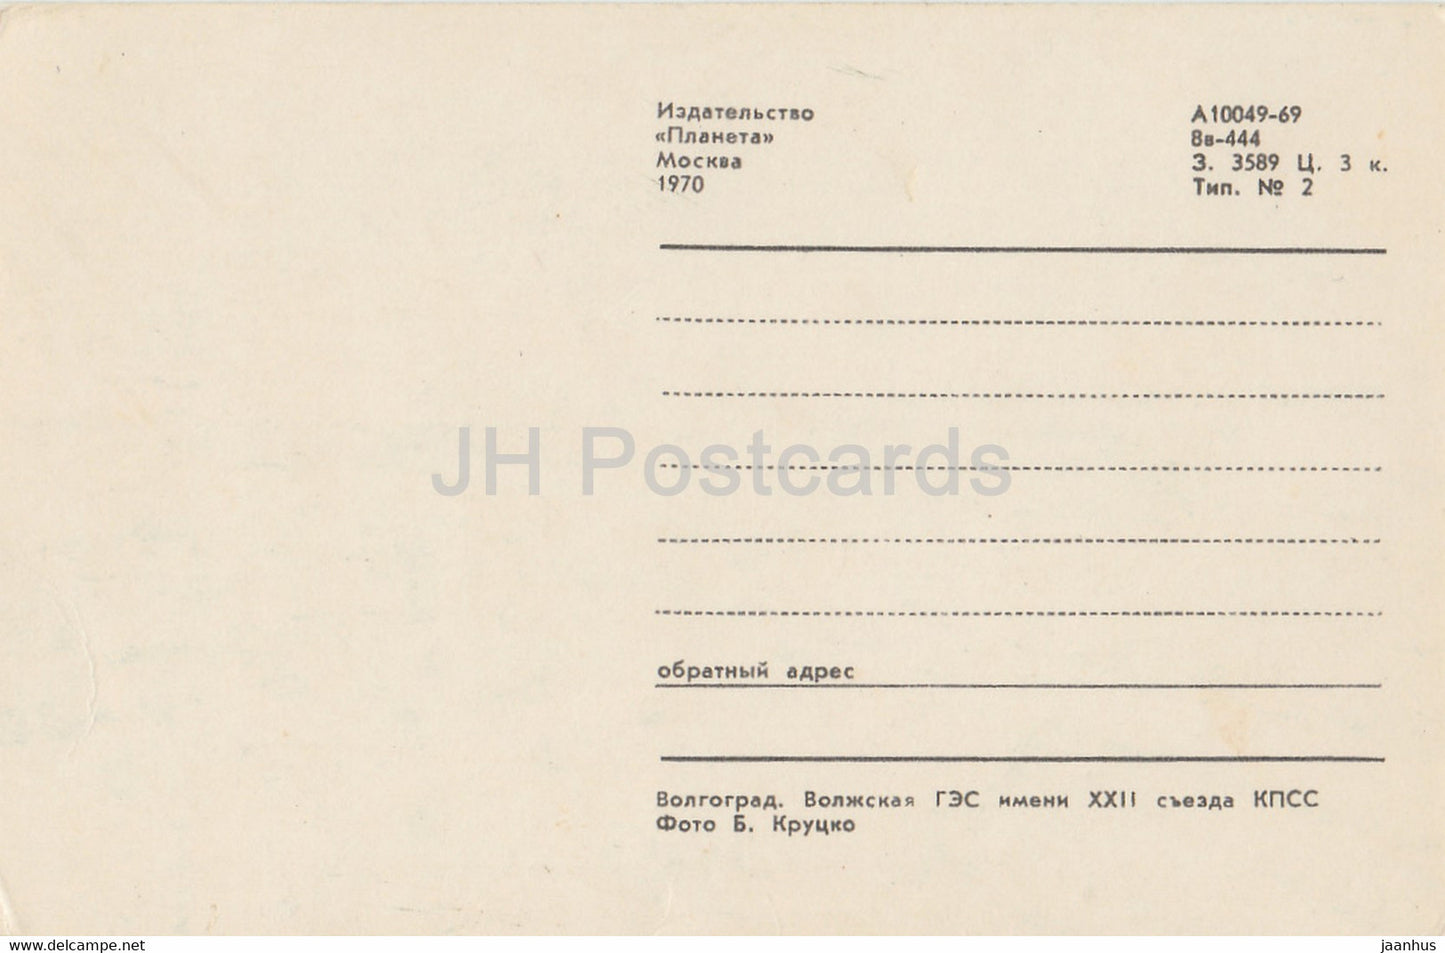 Издательство
«Планета»
Москва
1970
А10049-69
8в-444
З. 3589 Ц. 3 к.
Тип. № 2
JH Postcards
обратный адрес
Волгоград. Волжская ГЭС имени XXII съезда КПСС
Фото Б. Круцко
www.delcampe.net
jaanhus